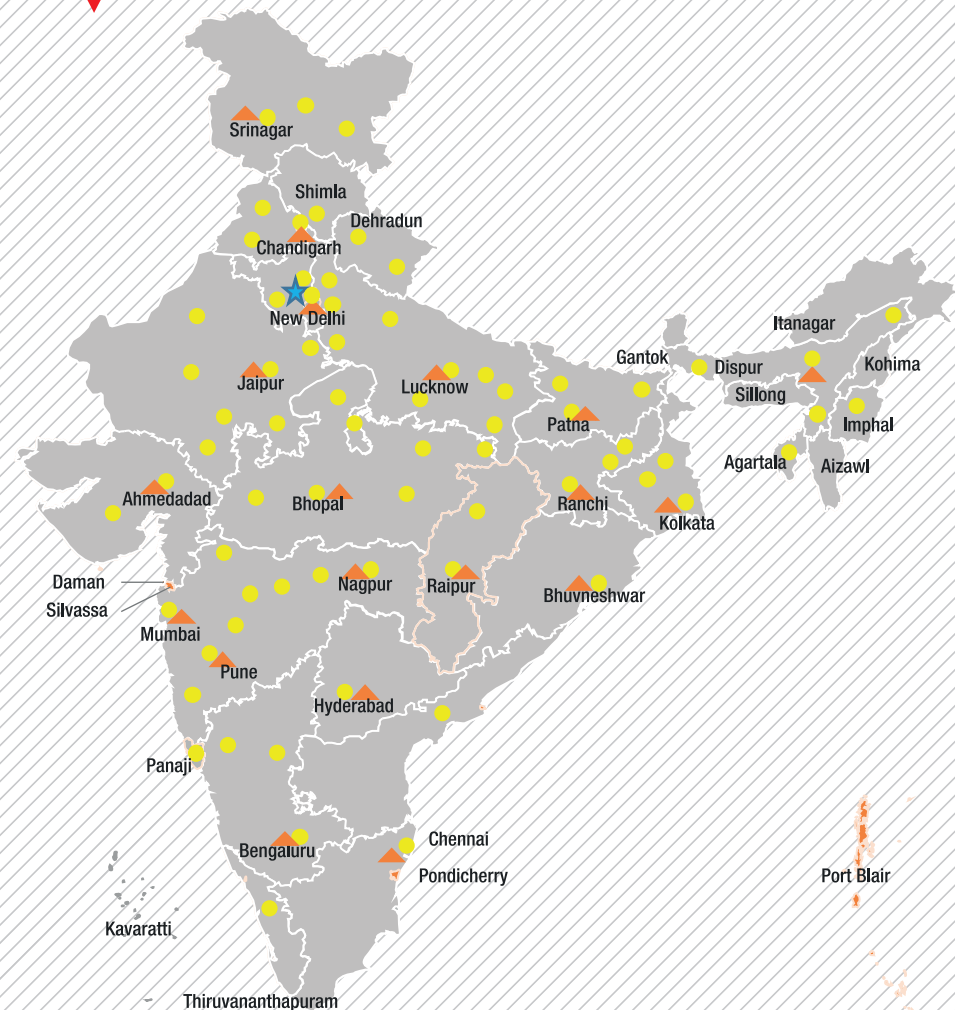 Srinagar
Shimla
Dehradun
Chandigarh
New Delhi
Itanagar
Gantok
Dispur
Kohima
Jaipur
Lucknow
Sillong
Patna
Imphal
Agartala
Aizawl
Ahmedadad
Bhopal
Ranchi
Kolkata
Daman
Nagpur
Raipur
Bhuvneshwar
Silvassa
Mumbai
Pune
Hyderabad
Panaji
Chennai
Bengaluru
Pondicherry
Port Blair
Kavaratti
Thiruvananthapuram